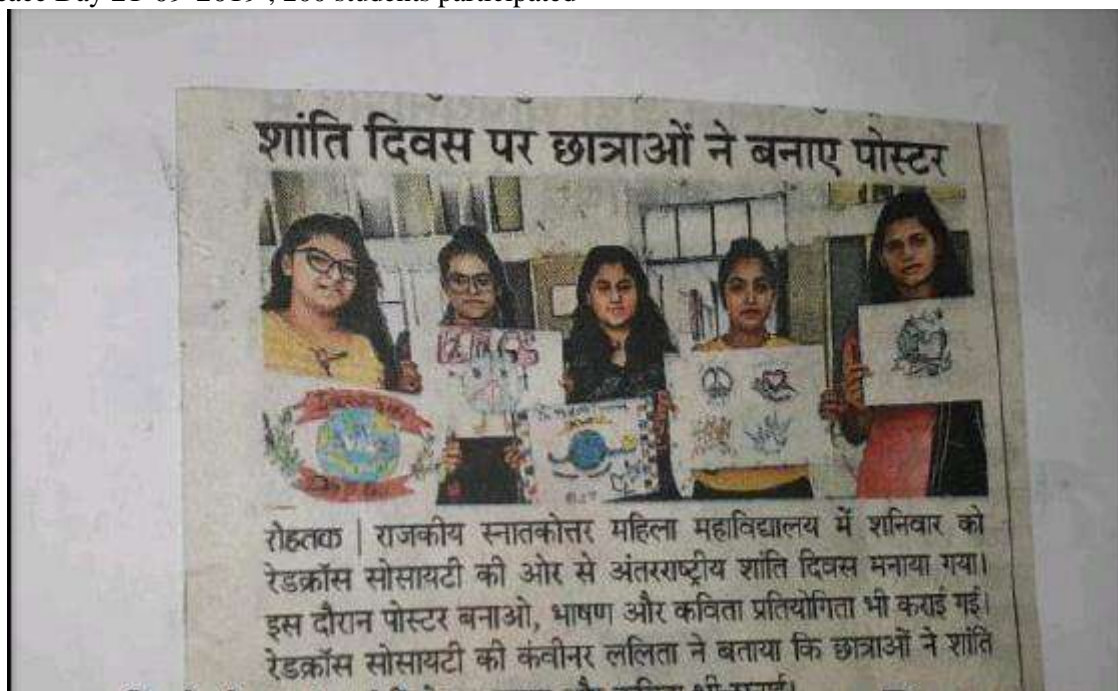 Day 21-09-2019 , 200 students participated
शांति दिवस पर छात्राओं ने बनाए पोस्टर
रोहतक | राजकीय स्नातकोत्तर महिला महाविद्यालय में शनिवार को
रेडक्रॉस सोसायटी की ओर से अंतरराष्ट्रीय शांति दिवस मनाया गया।
इस दौरान पोस्टर बनाओ, भाषण और कविता प्रतियोगिता भी कराई गई।
रेडक्रॉस सोसायटी की कंवीनर ललिता ने बताया कि छात्राओं ने शांति